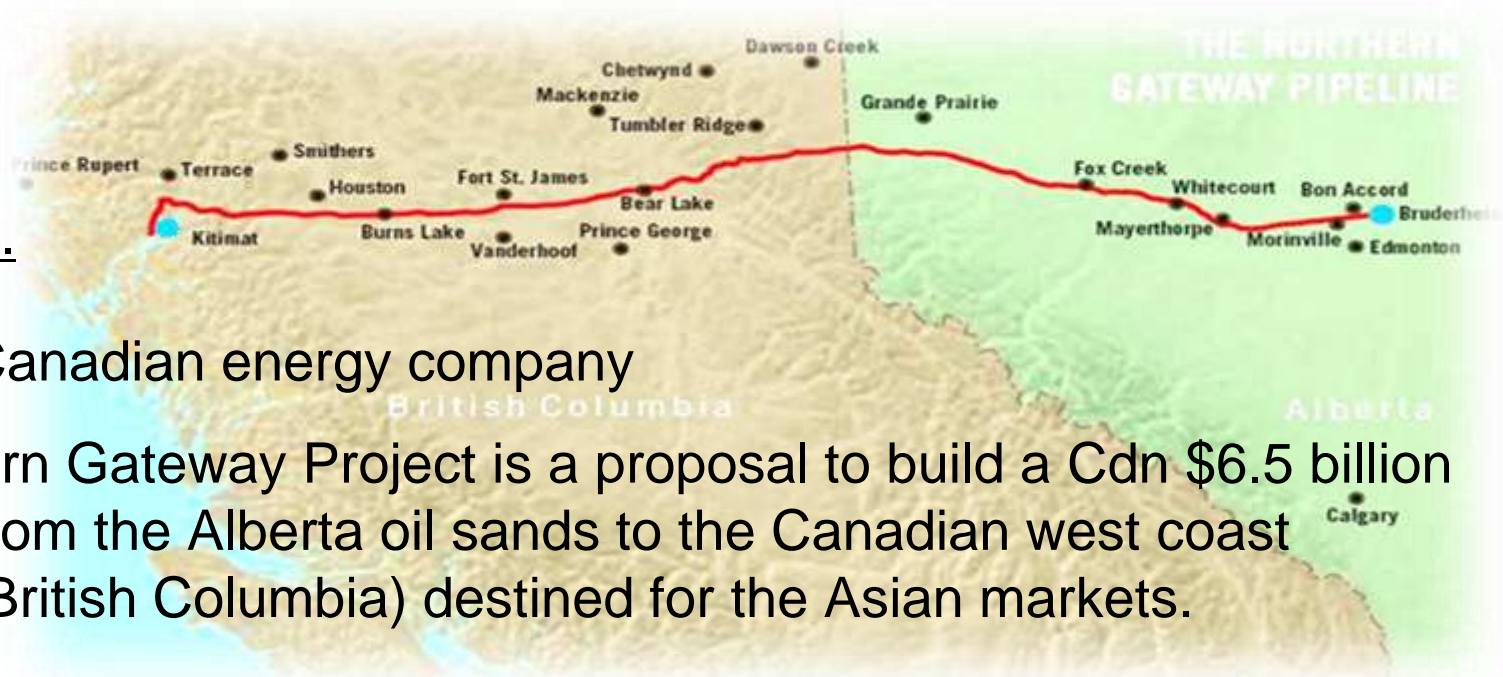 THE NORTHERN
GATEWAY PIPELINE
Dawson Creek
Chetwynd
Mackenzie
Grande Prairie
Tumbler Ridge
Smithers
Prince Rupert
Terrace
Fox Creek
Houston
Fort St. James
Whitecourt
Bon Accord
Bear Lake
Bruderheim
Kitimat
Burns Lake
Prince George
Mayerthorpe
Morinville
Vanderhoof
Edmonton
.
Canadian energy company
British Columbia
Alberta
rn Gateway Project is a proposal to build a Cdn $6.5 billion
Calgary
om the Alberta oil sands to the Canadian west coast
British Columbia) destined for the Asian markets.